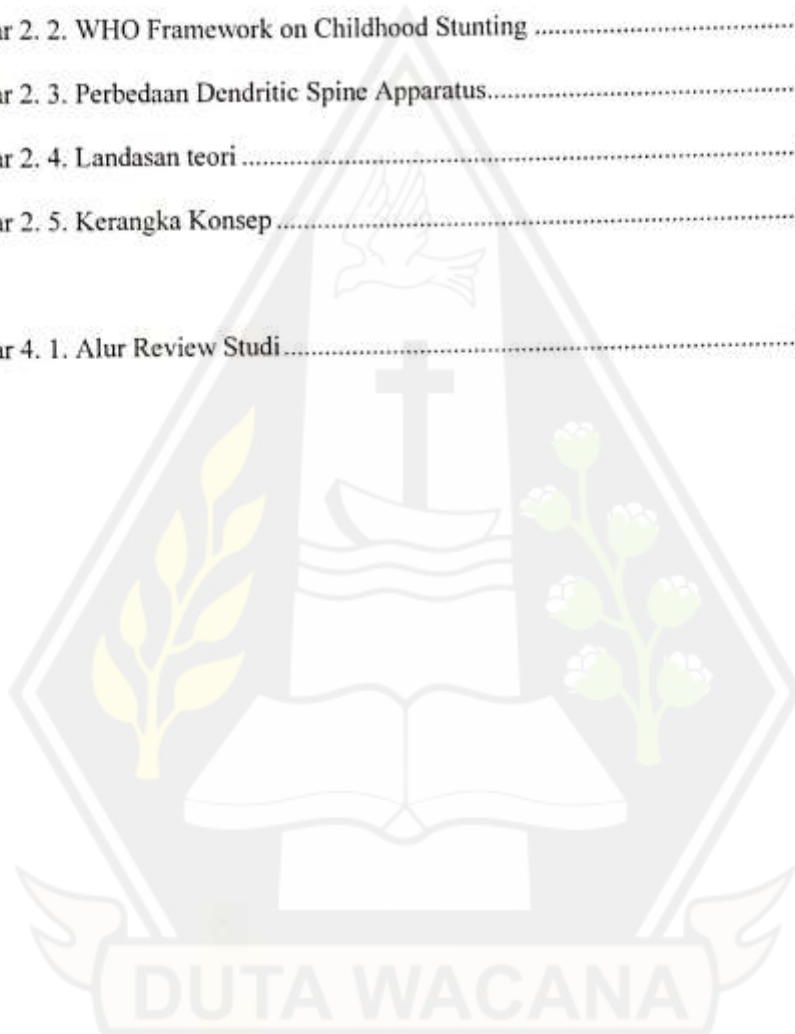 ar 2. 2. WHO Framework on Childhood Stunting ........................................
ar 2. 3. Perbedaan Dendritic Spine Apparatus..............................................
ar 2. 4. Landasan teori ....................................................................................
ar 2. 5. Kerangka Konsep ...............................................................................
ar 4. 1. Alur Review Studi..............................................................................
DUTA WACANA